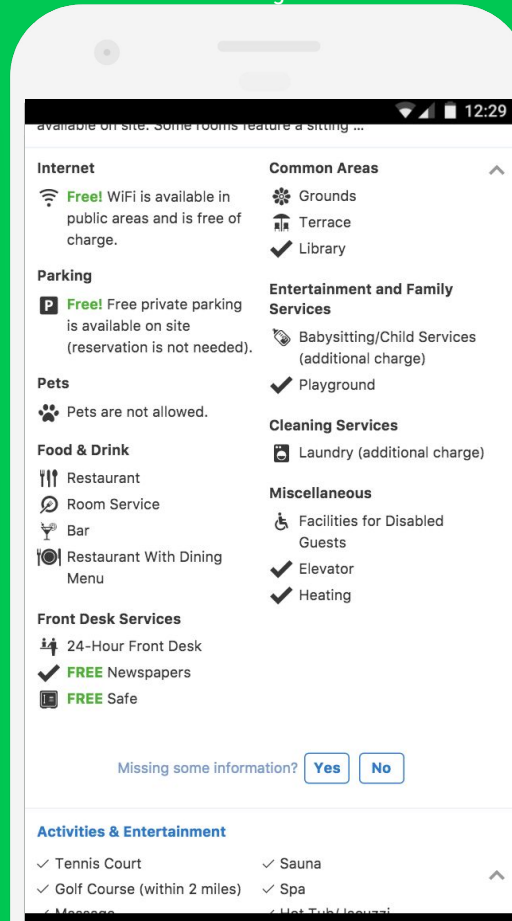 12:29
available on site. Some rooms feature a sitting ...
Internet
Free! WiFi is available in
public areas and is free of
charge.
Parking
P Free! Free private parking
is available on site
(reservation is not needed).
Pets
Pets are not allowed.
Food & Drink
Restaurant
Room Service
Bar
Restaurant With Dining
Menu
Front Desk Services
24-Hour Front Desk
FREE Newspapers
FREE Safe
Common Areas
Grounds
Terrace
Library
Entertainment and Family
Services
Babysitting/Child Services
(additional charge)
Playground
Cleaning Services
Laundry (additional charge)
Miscellaneous
Facilities for Disabled
Guests
Elevator
Heating
Missing some information? Yes No
Activities & Entertainment
Tennis Court
Golf Course (within 2 miles)
Massage
Sauna
Spa
Hot Tub/Jacuzzi